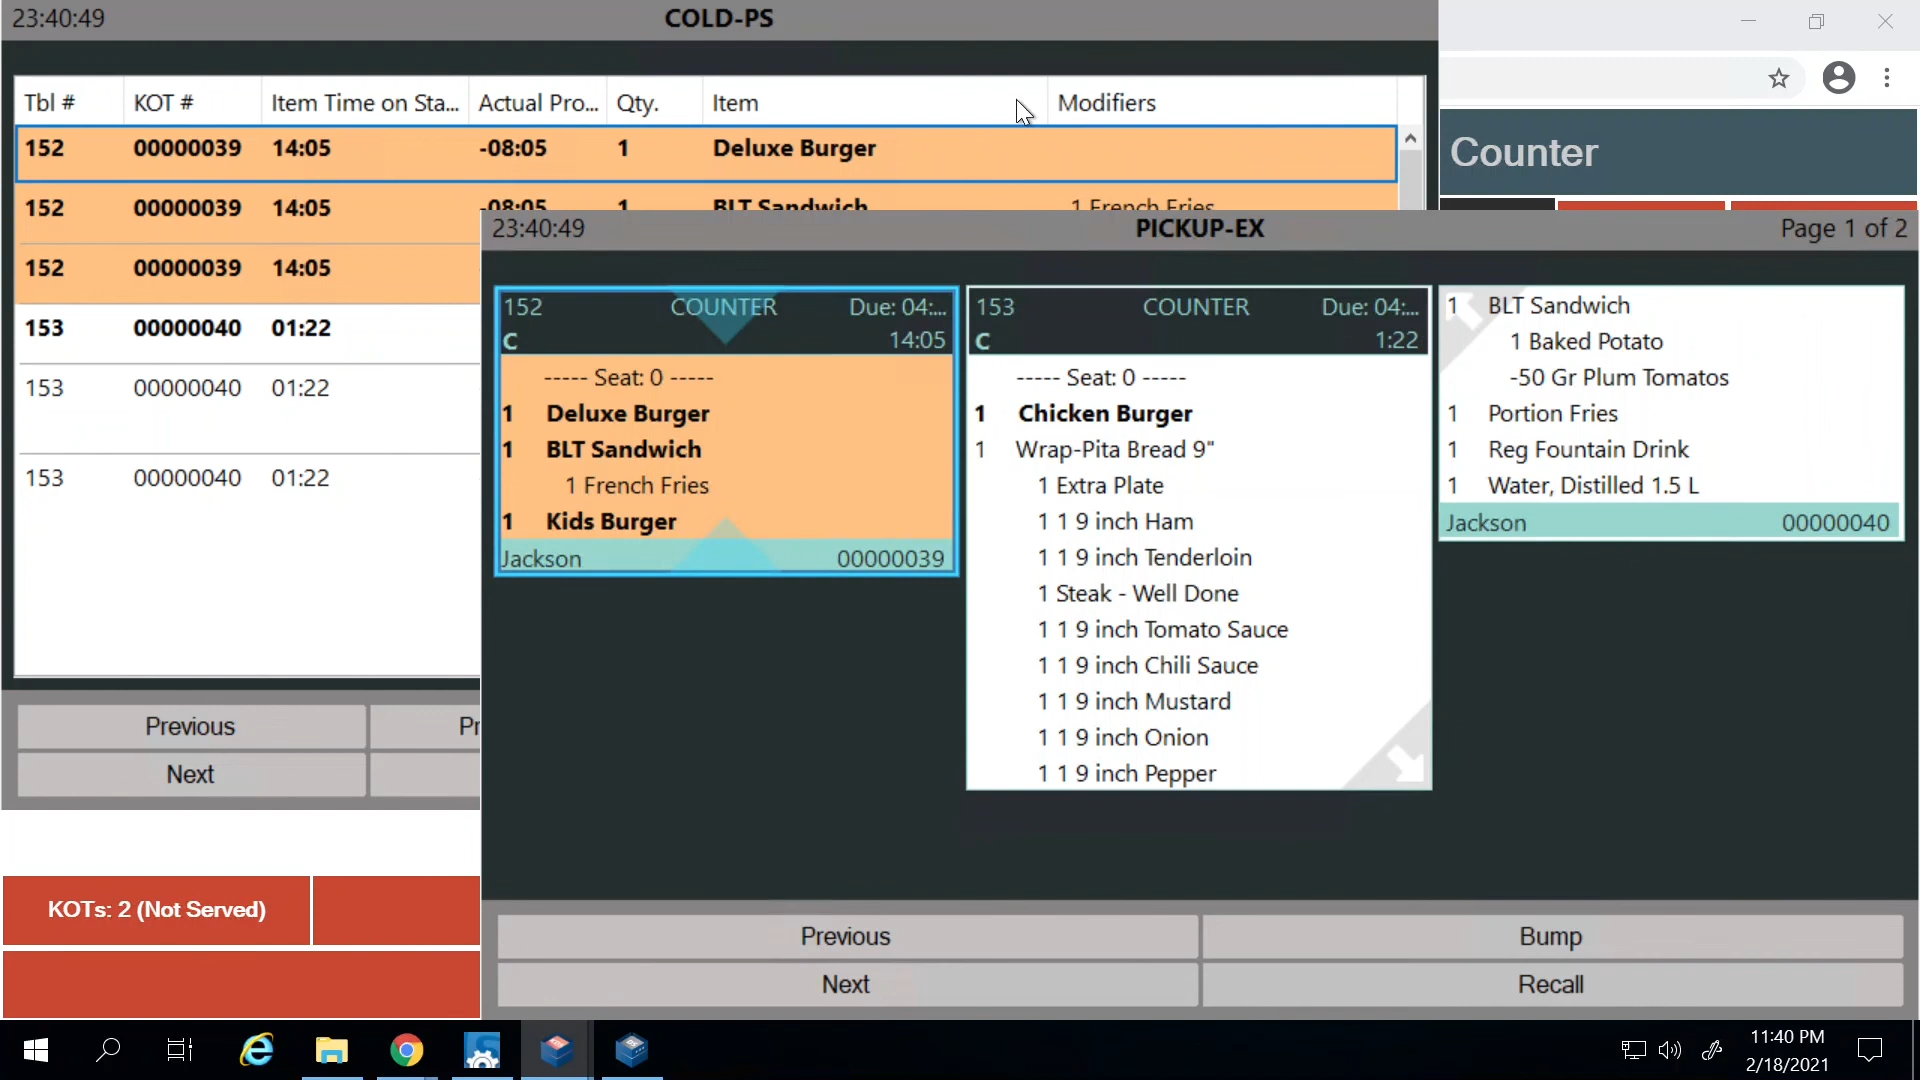 23:40:49 COLD-PS
Tbl # KOT # Item Time on Sta... Actual Pro... Qty. Item Modifiers
152 00000039 14:05 -08:05 1 Deluxe Burger
152 00000039 14:05 -08:05 1 BLT Sandwich 1 French Fries
152 00000039 14:05
153 00000040 01:22
153 00000040 01:22
153 00000040 01:22
Previous Pr
Next
KOTs: 2 (Not Served)
Counter
23:40:49 PICKUP-EX Page 1 of 2
152 COUNTER Due: 04:...
C 14:05
----- Seat: 0 -----
1 Deluxe Burger
1 BLT Sandwich
1 French Fries
1 Kids Burger
Jackson 00000039
153 COUNTER Due: 04:...
C 1:22
----- Seat: 0 -----
1 Chicken Burger
1 Wrap-Pita Bread 9"
1 Extra Plate
1 1 9 inch Ham
1 1 9 inch Tenderloin
1 Steak - Well Done
1 1 9 inch Tomato Sauce
1 1 9 inch Chili Sauce
1 1 9 inch Mustard
1 1 9 inch Onion
1 1 9 inch Pepper
1 BLT Sandwich
1 Baked Potato
-50 Gr Plum Tomatos
1 Portion Fries
1 Reg Fountain Drink
1 Water, Distilled 1.5 L
Jackson 00000040
Previous Bump
Next Recall
11:40 PM
2/18/2021